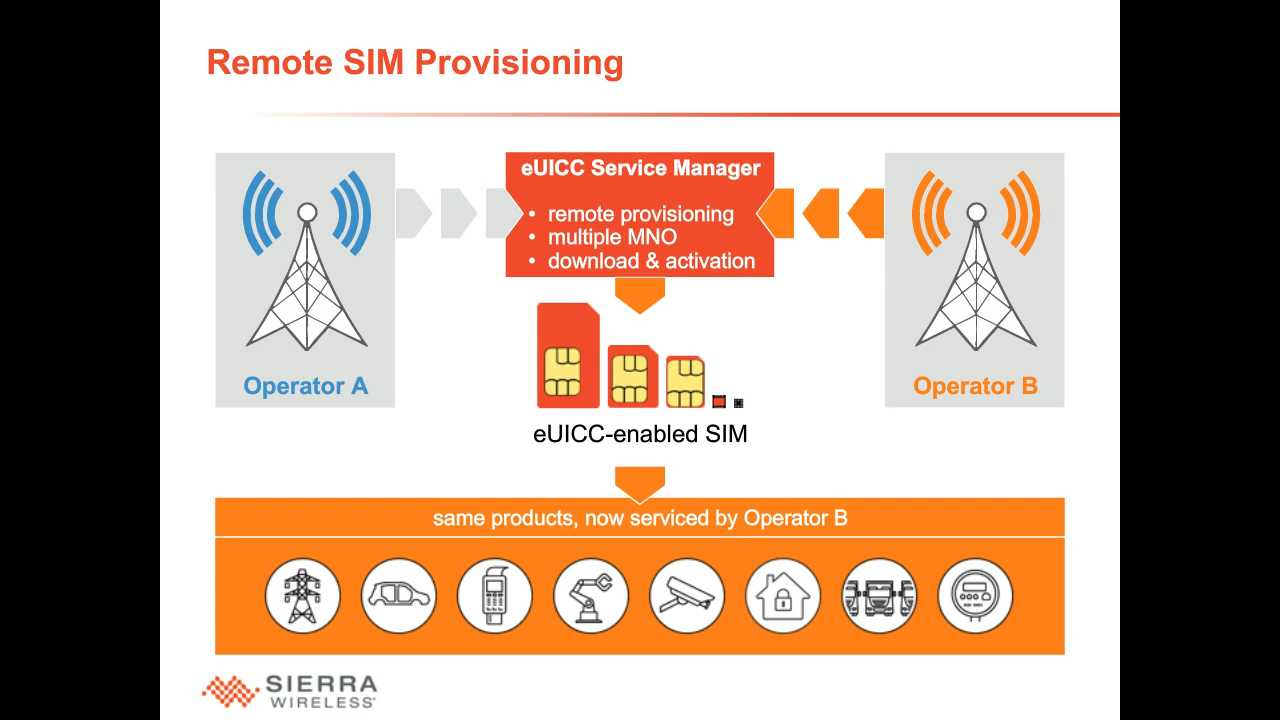 Remote SIM Provisioning
eUICC Service Manager
• remote provisioning
• multiple MNO
• download & activation
Operator A
Operator B
eUICC-enabled SIM
same products, now serviced by Operator B
SIERRA
WIRELESS